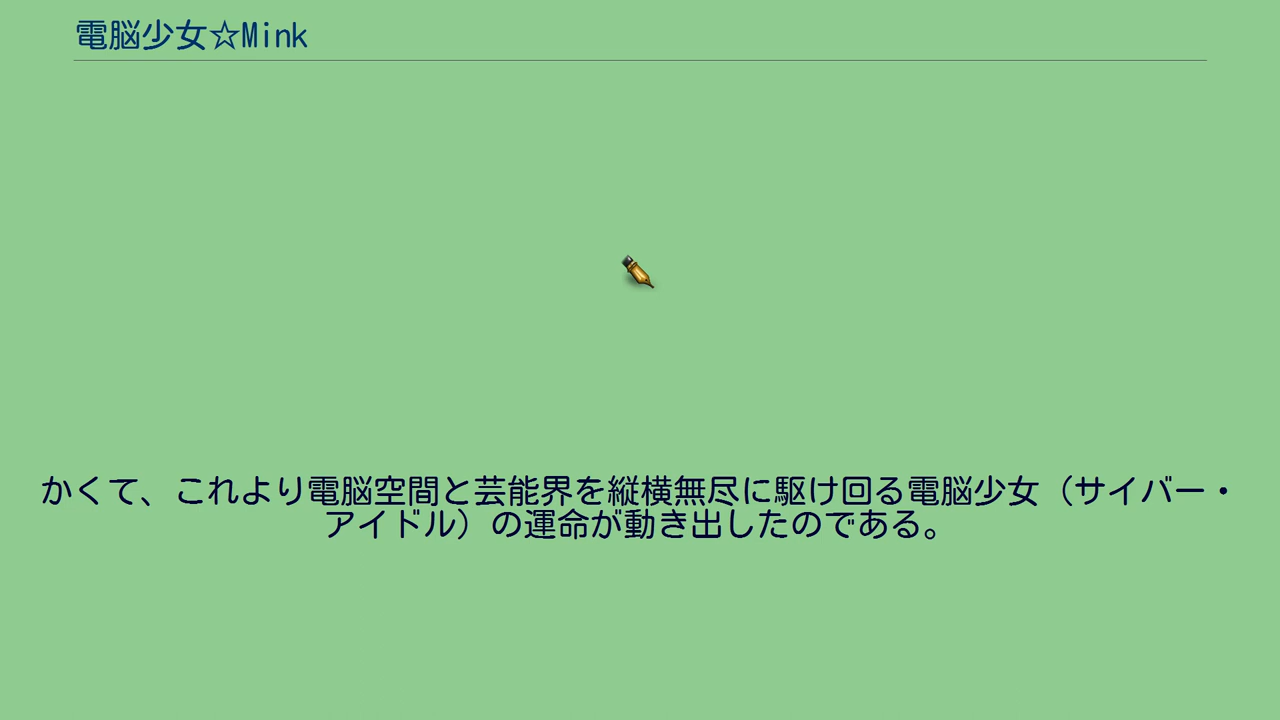 電脳少女☆Mink
かくて、これより電脳空間と芸能界を縦横無尽に駆け回る電脳少女（サイバー・
アイドル）の運命が動き出したのである。